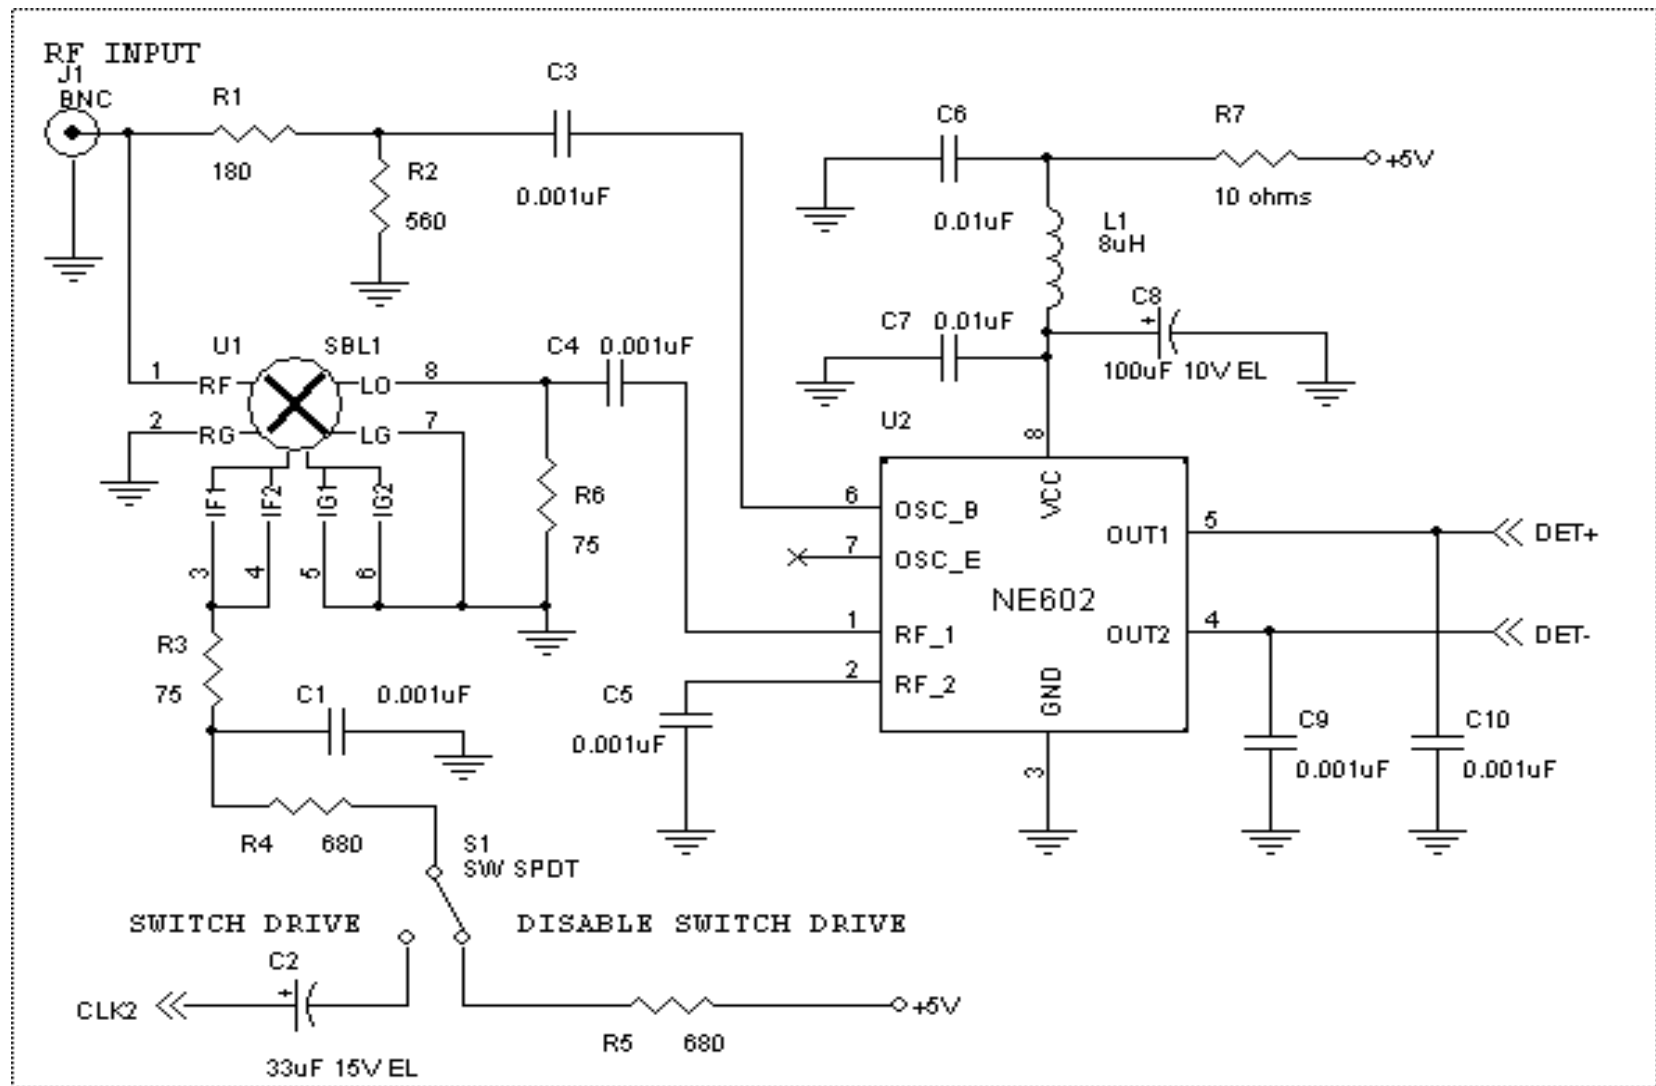 RF INPUT
J1
BNC
R1
180
R2
560
C3
0.001uF
C6
0.01uF
R7
+5V
10 ohms
L1
8uH
C7
0.01uF
C8
+
100uF 10V EL
U1
SBL1
1
RF
LO
8
2
RG
LG
7
IF1
IF2
IG1
IG2
3
4
5
6
C4
0.001uF
R6
75
R3
75
C1
0.001uF
R4
680
S1
SW SPDT
SWITCH DRIVE
DISABLE SWITCH DRIVE
C2
+
CLK2
33uF 15V EL
R5
680
+5V
U2
8
VCC
6
OSC_B
7
OSC_E
NE602
1
RF_1
2
RF_2
GND
3
OUT1
5
DET+
OUT2
4
DET-
C5
0.001uF
C9
0.001uF
C10
0.001uF